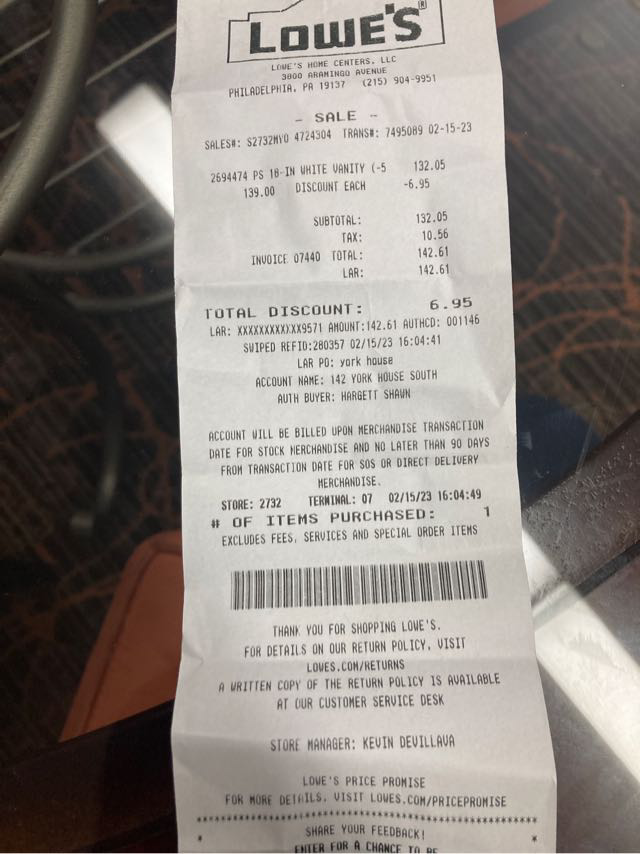 LOWE'S®
LOWE'S HOME CENTERS, LLC
3800 ARAMINGO AVENUE
PHILADELPHIA, PA 19137 (215) 904-9951
- SALE -
SALES#: S2732MVO 4724304 TRANS#: 7495089 02-15-23
2694474 PS 18-IN WHITE VANITY (-5 132.05
139.00 DISCOUNT EACH -6.95
SUBTOTAL: 132.05
TAX: 10.56
INVOICE 07440 TOTAL: 142.61
LAR: 142.61
TOTAL DISCOUNT: 6.95
LAR: XXXXXXXXXXXX9571 AMOUNT:142.61 AUTHCD: 001146
SWIPED REFID:280357 02/15/23 16:04:41
LAR PO: york house
ACCOUNT NAME: 142 YORK HOUSE SOUTH
AUTH BUYER: HARGETT SHAWN
ACCOUNT WILL BE BILLED UPON MERCHANDISE TRANSACTION
DATE FOR STOCK MERCHANDISE AND NO LATER THAN 90 DAYS
FROM TRANSACTION DATE FOR SOS OR DIRECT DELIVERY
MERCHANDISE.
STORE: 2732 TERMINAL: 07 02/15/23 16:04:49
# OF ITEMS PURCHASED: 1
EXCLUDES FEES, SERVICES AND SPECIAL ORDER ITEMS
THANK YOU FOR SHOPPING LOWE'S.
FOR DETAILS ON OUR RETURN POLICY, VISIT
LOWES.COM/RETURNS
A WRITTEN COPY OF THE RETURN POLICY IS AVAILABLE
AT OUR CUSTOMER SERVICE DESK
STORE MANAGER: KEVIN DEVILLAVA
LOWE'S PRICE PROMISE
FOR MORE DETAILS, VISIT LOWES.COM/PRICEPROMISE
****************************************************
* SHARE YOUR FEEDBACK! *
ENTER FOR A CHANCE TO BE